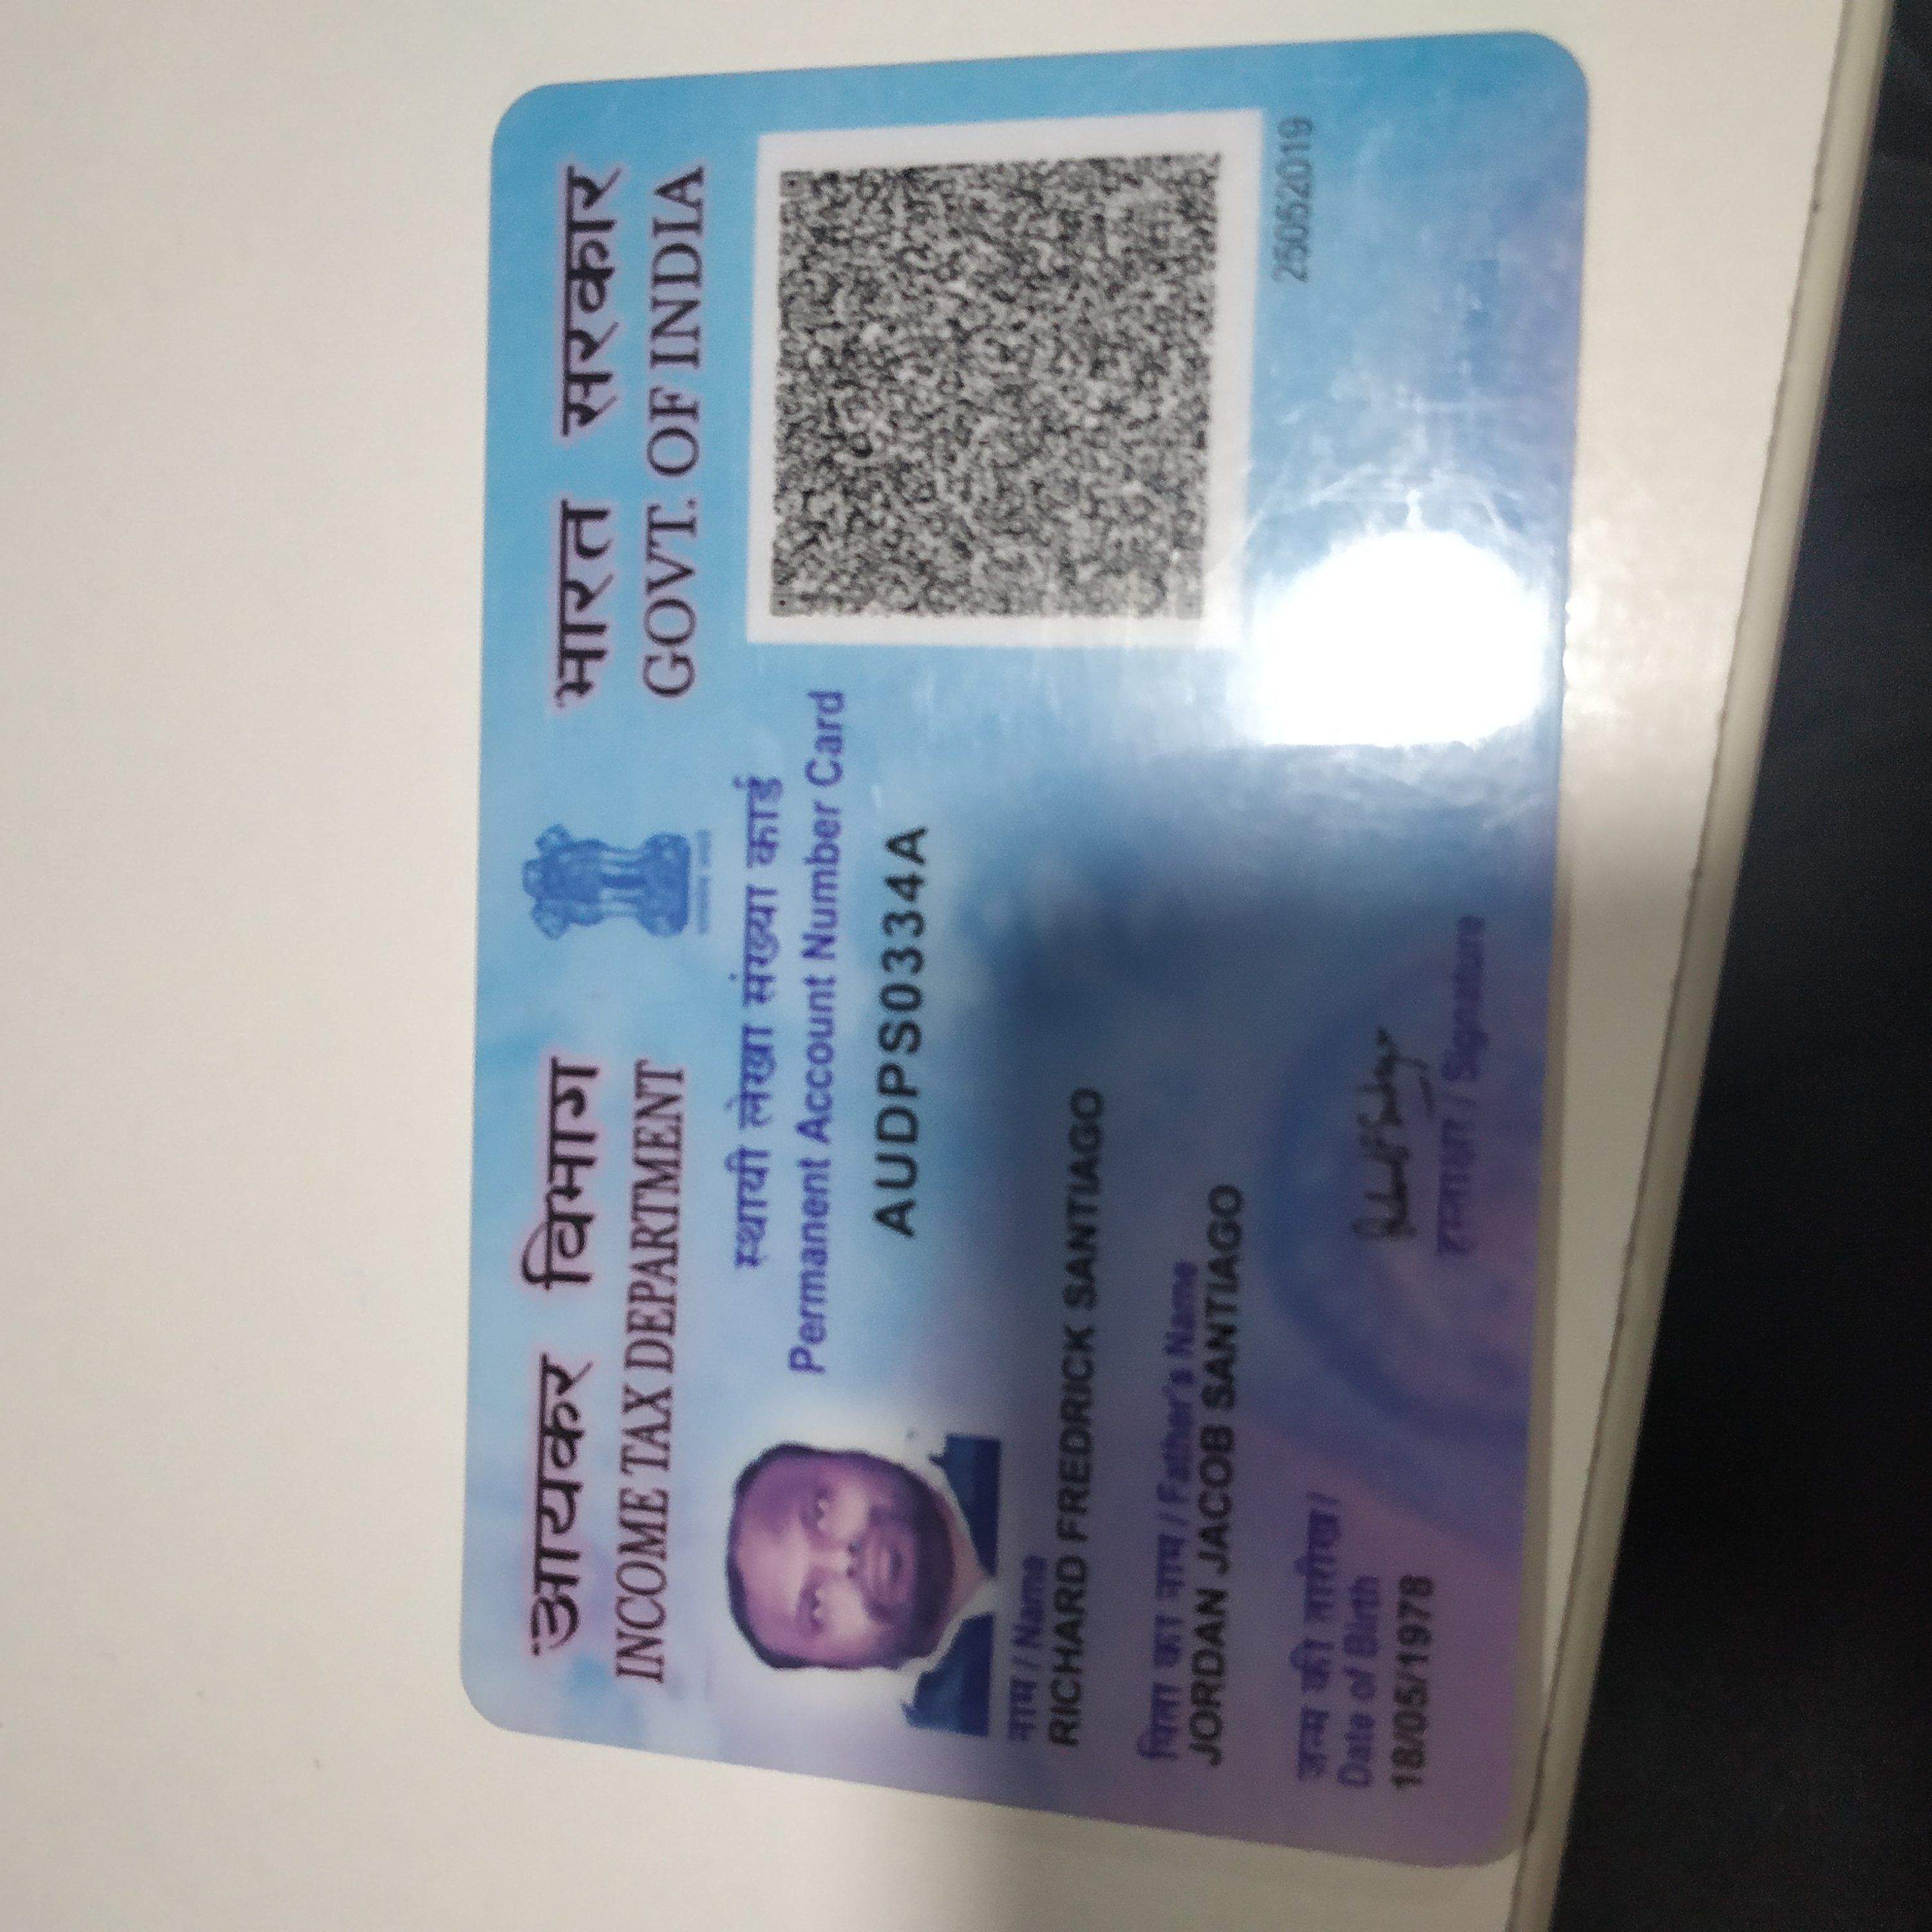 आयकर विभाग
INCOME TAX DEPARTMENT
भारत सरकार
GOVT. OF INDIA
स्थायी लेखा संख्या कार्ड
Permanent Account Number Card
AUDPS0334A
नाम / Name
RICHARD FREDRICK SANTIAGO
पिता का नाम / Father's Name
JORDAN JACOB SANTIAGO
जन्म की तारीख /
Date of Birth
18/05/1978
हस्ताक्षर / Signature
25052019